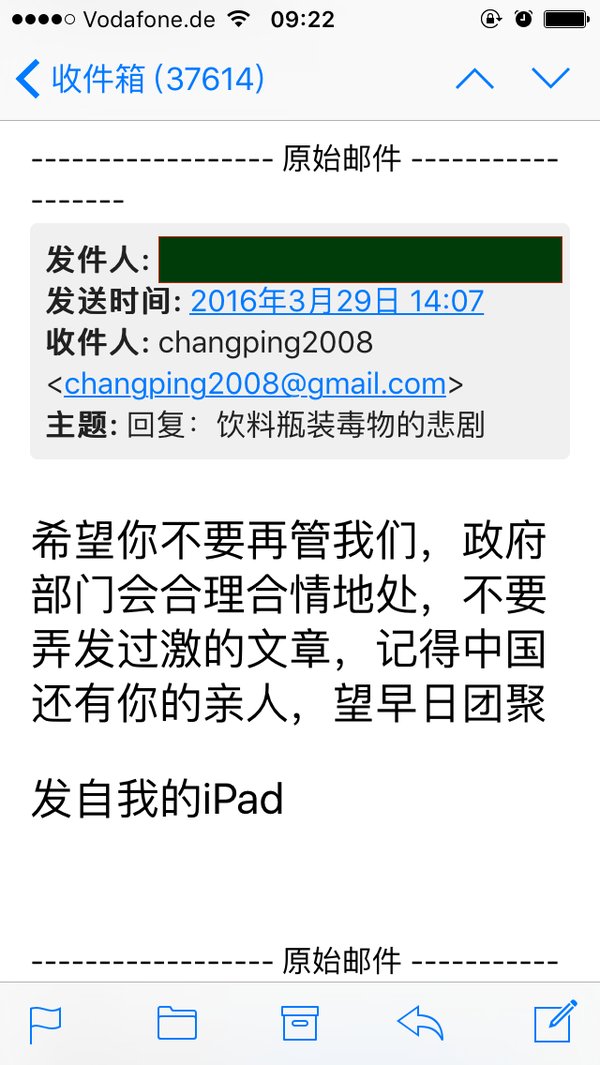 Vodafone.de 09:22
收件箱 (37614)
------------------ 原始邮件 -----------
-------
发件人:
发送时间: 2016年3月29日 14:07
收件人: changping2008
<changping2008@gmail.com>
主题: 回复：饮料瓶装毒物的悲剧
希望你不要再管我们，政府
部门会合理合情地处，不要
弄发过激的文章，记得中国
还有你的亲人，望早日团聚
发自我的iPad
------------------ 原始邮件 -----------